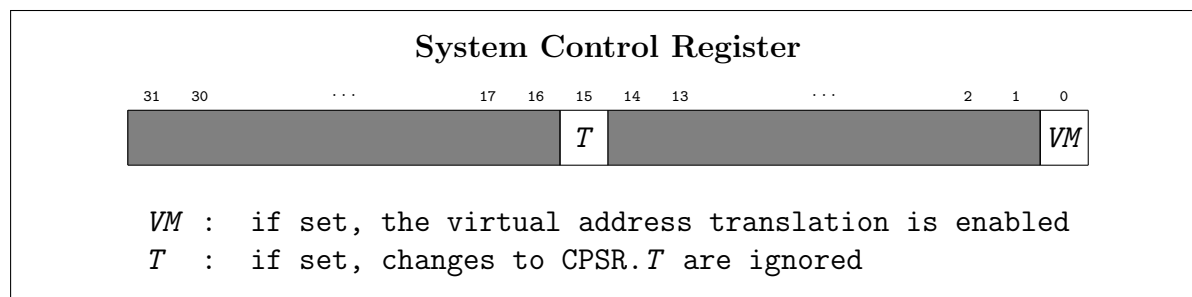 System Control Register
31 30 ··· 17 16 15 14 13 ··· 2 1 0
T VM
VM : if set, the virtual address translation is enabled
T : if set, changes to CPSR.T are ignored